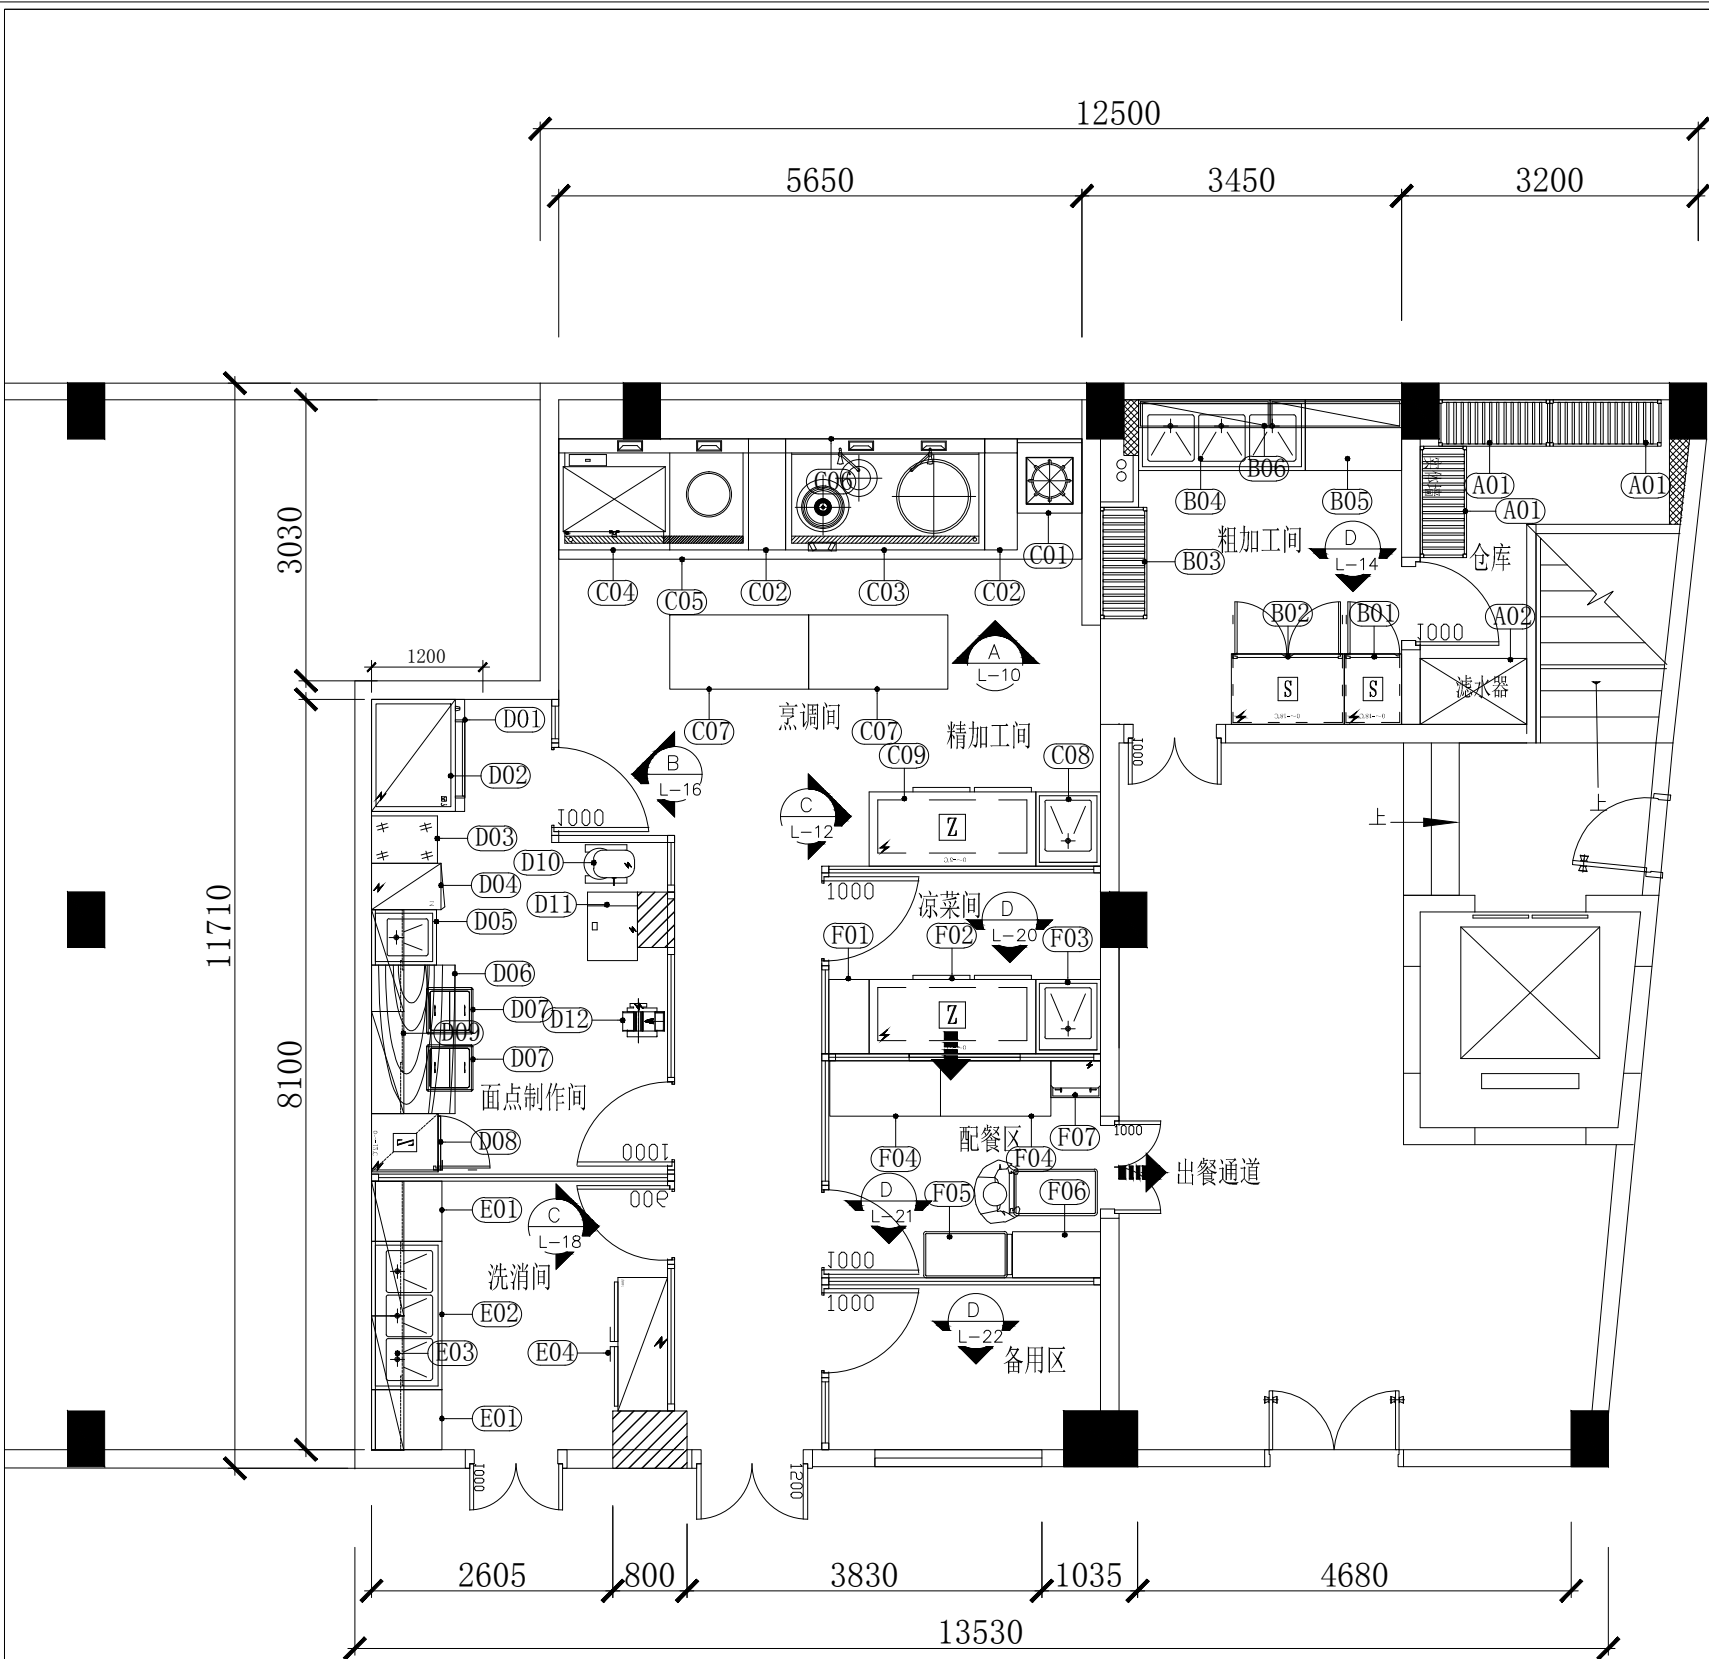 12500
5650
3450
3200
C06
B06
B04
B05
A01
A01
A01
C01
粗加工间
D
L-14
仓库
B03
3030
C04
C05
C02
C03
C02
B02
B01
A02
1000
A
L-10
1200
S
S
滤水器
D01
烹调间
精加工间
C07
C07
C09
C08
1000
D02
B
L-16
1000
C
L-12
Z
上
上
D03
D10
D04
1000
D11
凉菜间
D
L-20
D05
F01
F02
F03
11710
D06
D07
D12
D09
Z
D07
8100
面点制作间
D08
S
1000
F07
配餐区
1000
F04
F04
出餐通道
900
E01
C
L-18
D
L-21
F05
F06
1000
洗消间
1000
E02
D
L-22
E03
E04
备用区
E01
1000
1200
2605
800
3830
1035
4680
13530